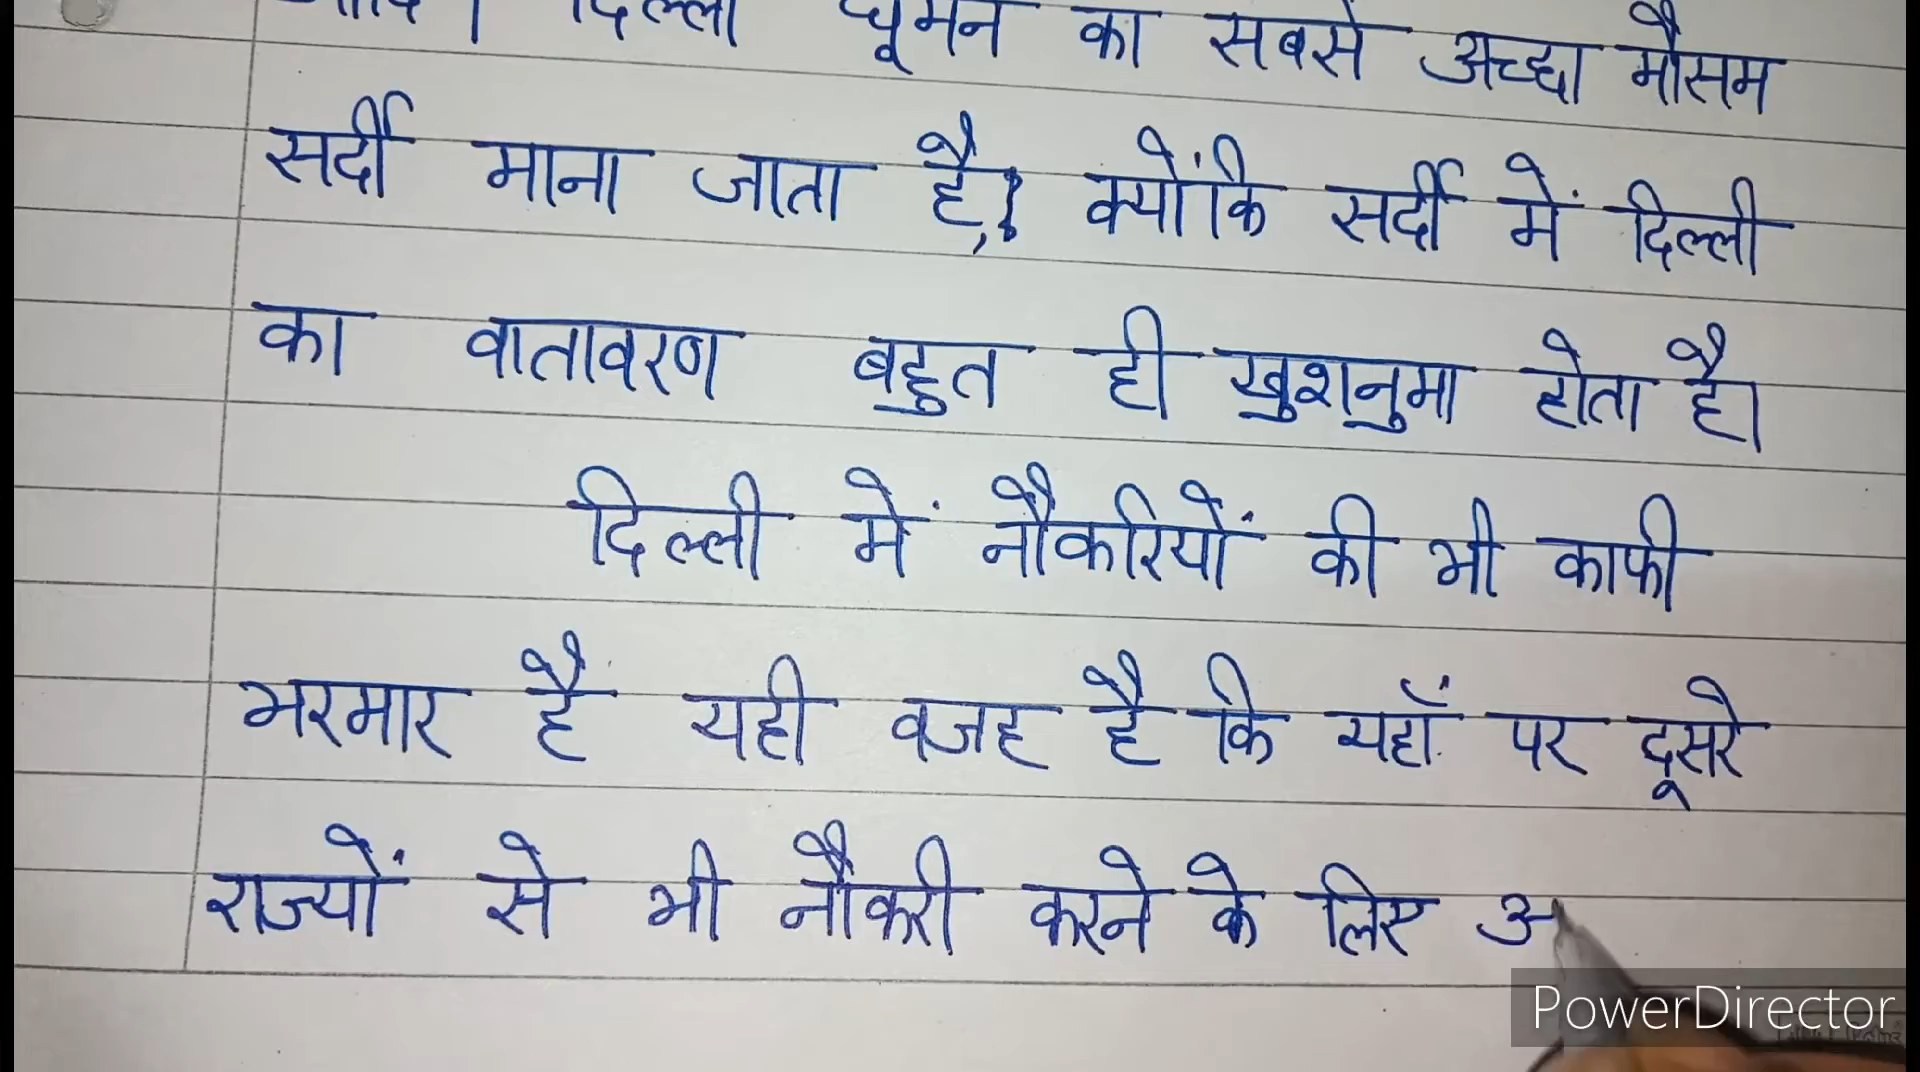 । दिल्ली घूमने का सबसे अच्छा मौसम
सर्दी माना जाता है, क्योंकि सर्दी में दिल्ली
का वातावरण बहुत ही खुशनुमा होता है।
दिल्ली में नौकरियों की भी काफी
भरमार है यही वजह है कि यहाँ पर दूसरे
राज्यों से भी नौकरी करने के लिए
PowerDirector